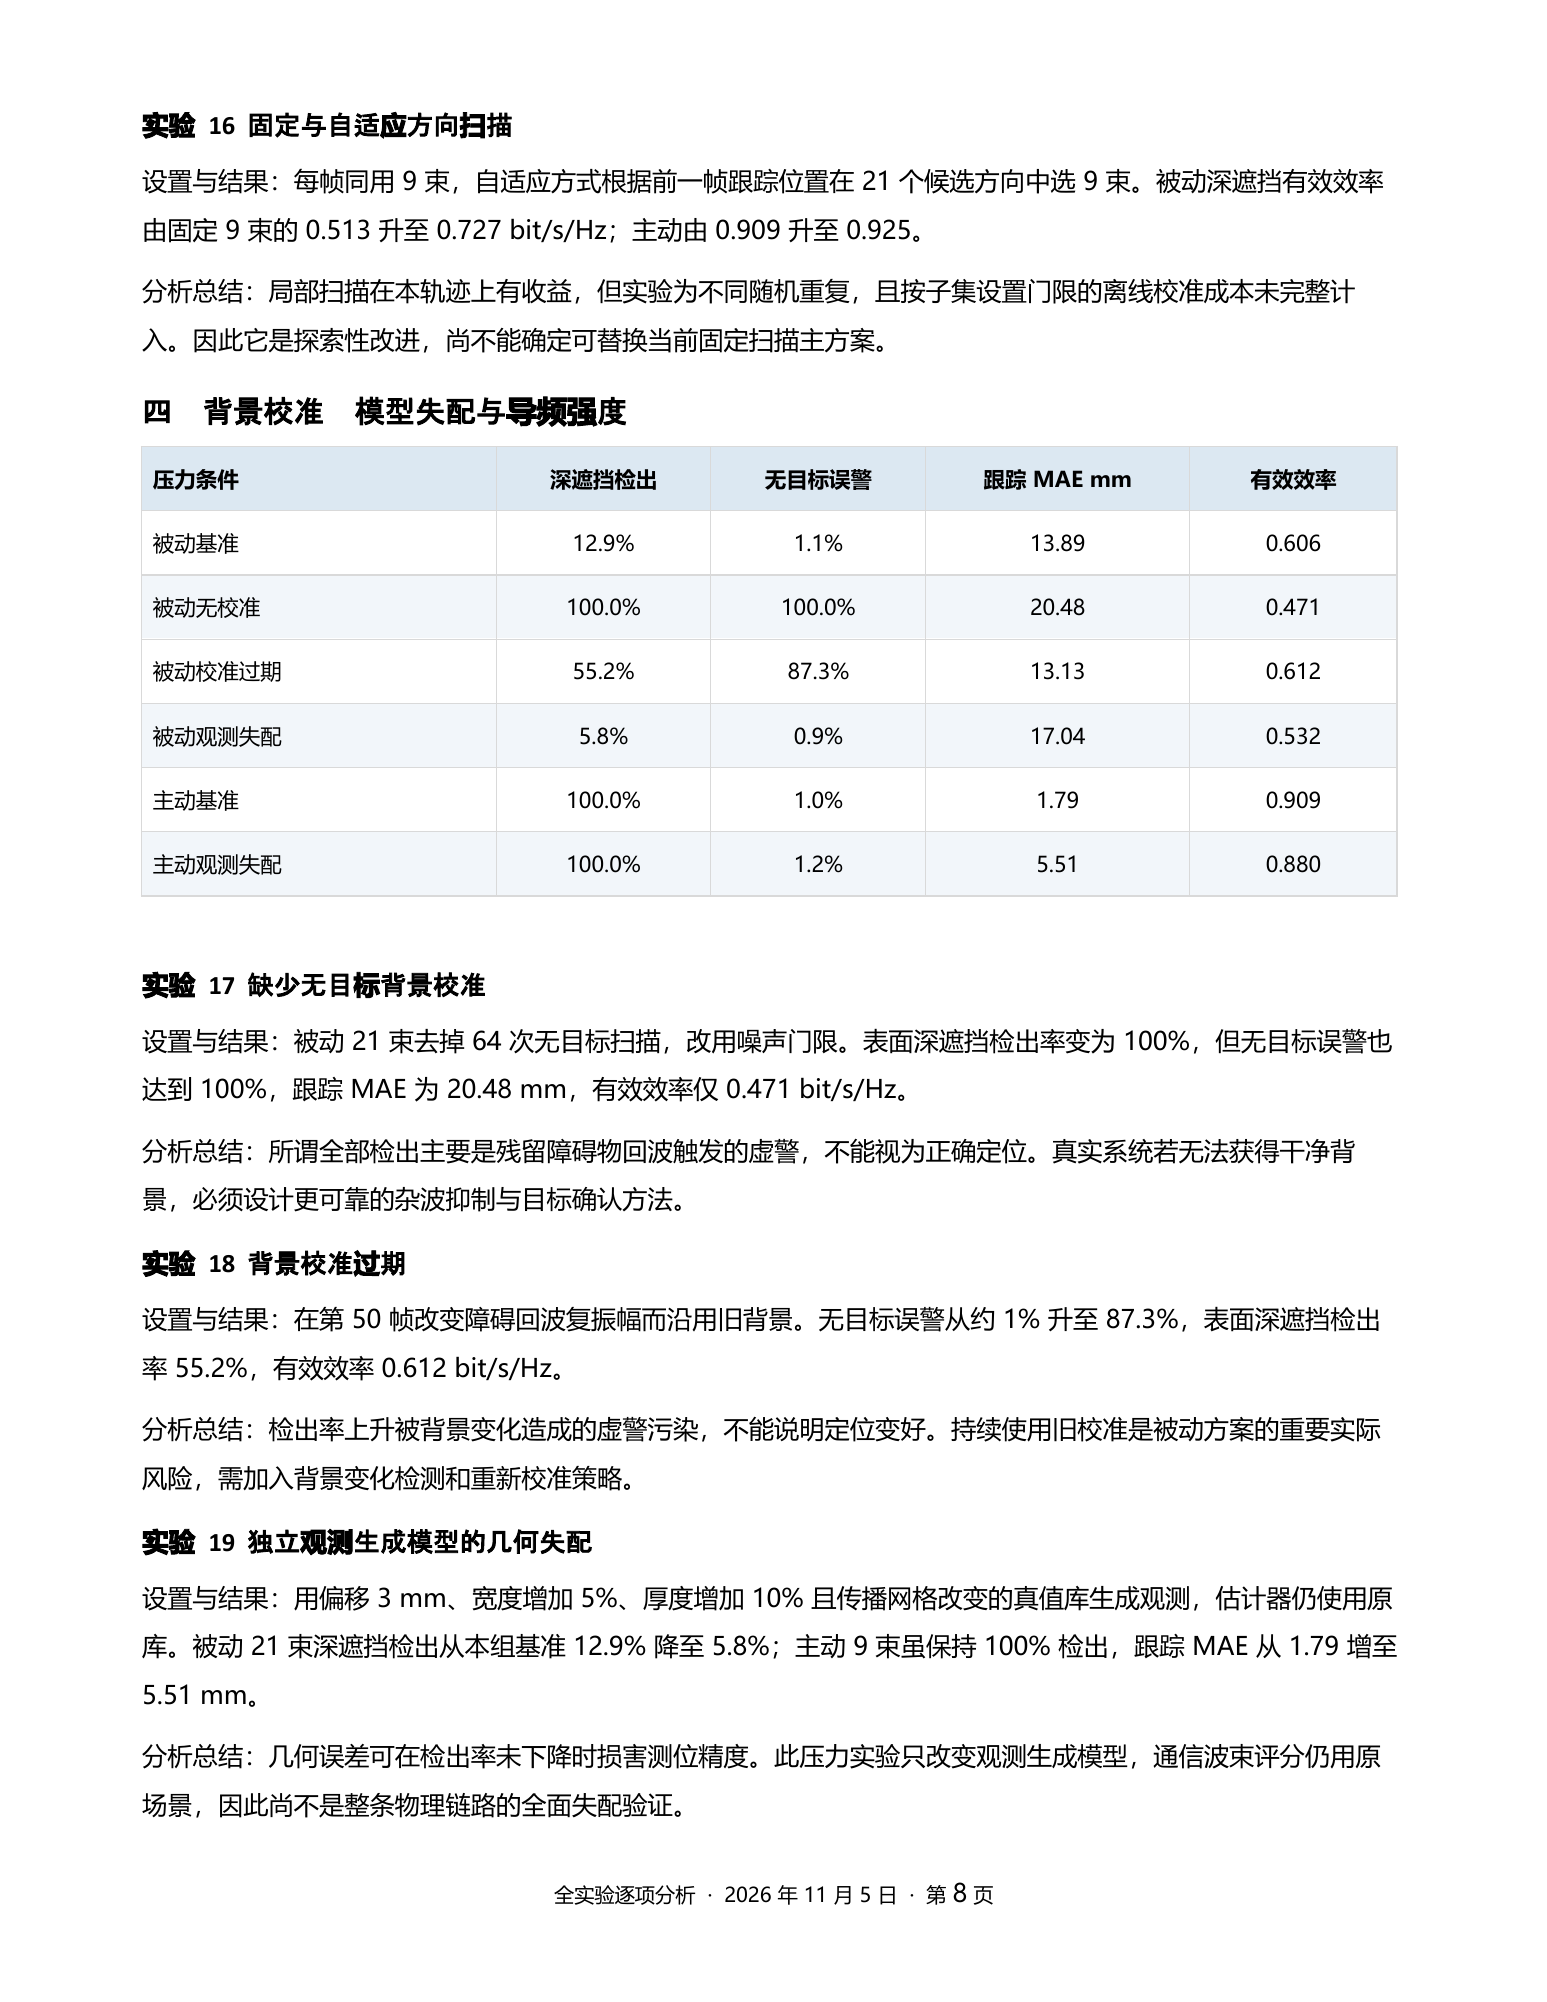 实验 16 固定与自适应方向扫描
设置与结果：每帧同用 9 束，自适应方式根据前一帧跟踪位置在 21 个候选方向中选 9 束。被动深遮挡有效效率
由固定 9 束的 0.513 升至 0.727 bit/s/Hz；主动由 0.909 升至 0.925。
分析总结：局部扫描在本轨迹上有收益，但实验为不同随机重复，且按子集设置门限的离线校准成本未完整计
入。因此它是探索性改进，尚不能确定可替换当前固定扫描主方案。
四 背景校准 模型失配与导频强度
压力条件 深遮挡检出 无目标误警 跟踪 MAE mm 有效效率
被动基准 12.9% 1.1% 13.89 0.606
被动无校准 100.0% 100.0% 20.48 0.471
被动校准过期 55.2% 87.3% 13.13 0.612
被动观测失配 5.8% 0.9% 17.04 0.532
主动基准 100.0% 1.0% 1.79 0.909
主动观测失配 100.0% 1.2% 5.51 0.880
实验 17 缺少无目标背景校准
设置与结果：被动 21 束去掉 64 次无目标扫描，改用噪声门限。表面深遮挡检出率变为 100%，但无目标误警也
达到 100%，跟踪 MAE 为 20.48 mm，有效效率仅 0.471 bit/s/Hz。
分析总结：所谓全部检出主要是残留障碍物回波触发的虚警，不能视为正确定位。真实系统若无法获得干净背
景，必须设计更可靠的杂波抑制与目标确认方法。
实验 18 背景校准过期
设置与结果：在第 50 帧改变障碍回波复振幅而沿用旧背景。无目标误警从约 1% 升至 87.3%，表面深遮挡检出
率 55.2%，有效效率 0.612 bit/s/Hz。
分析总结：检出率上升被背景变化造成的虚警污染，不能说明定位变好。持续使用旧校准是被动方案的重要实际
风险，需加入背景变化检测和重新校准策略。
实验 19 独立观测生成模型的几何失配
设置与结果：用偏移 3 mm、宽度增加 5%、厚度增加 10% 且传播网格改变的真值库生成观测，估计器仍使用原
库。被动 21 束深遮挡检出从本组基准 12.9% 降至 5.8%；主动 9 束虽保持 100% 检出，跟踪 MAE 从 1.79 增至
5.51 mm。
分析总结：几何误差可在检出率未下降时损害测位精度。此压力实验只改变观测生成模型，通信波束评分仍用原
场景，因此尚不是整条物理链路的全面失配验证。
全实验逐项分析 · 2026 年 11 月 5 日 · 第 8 页